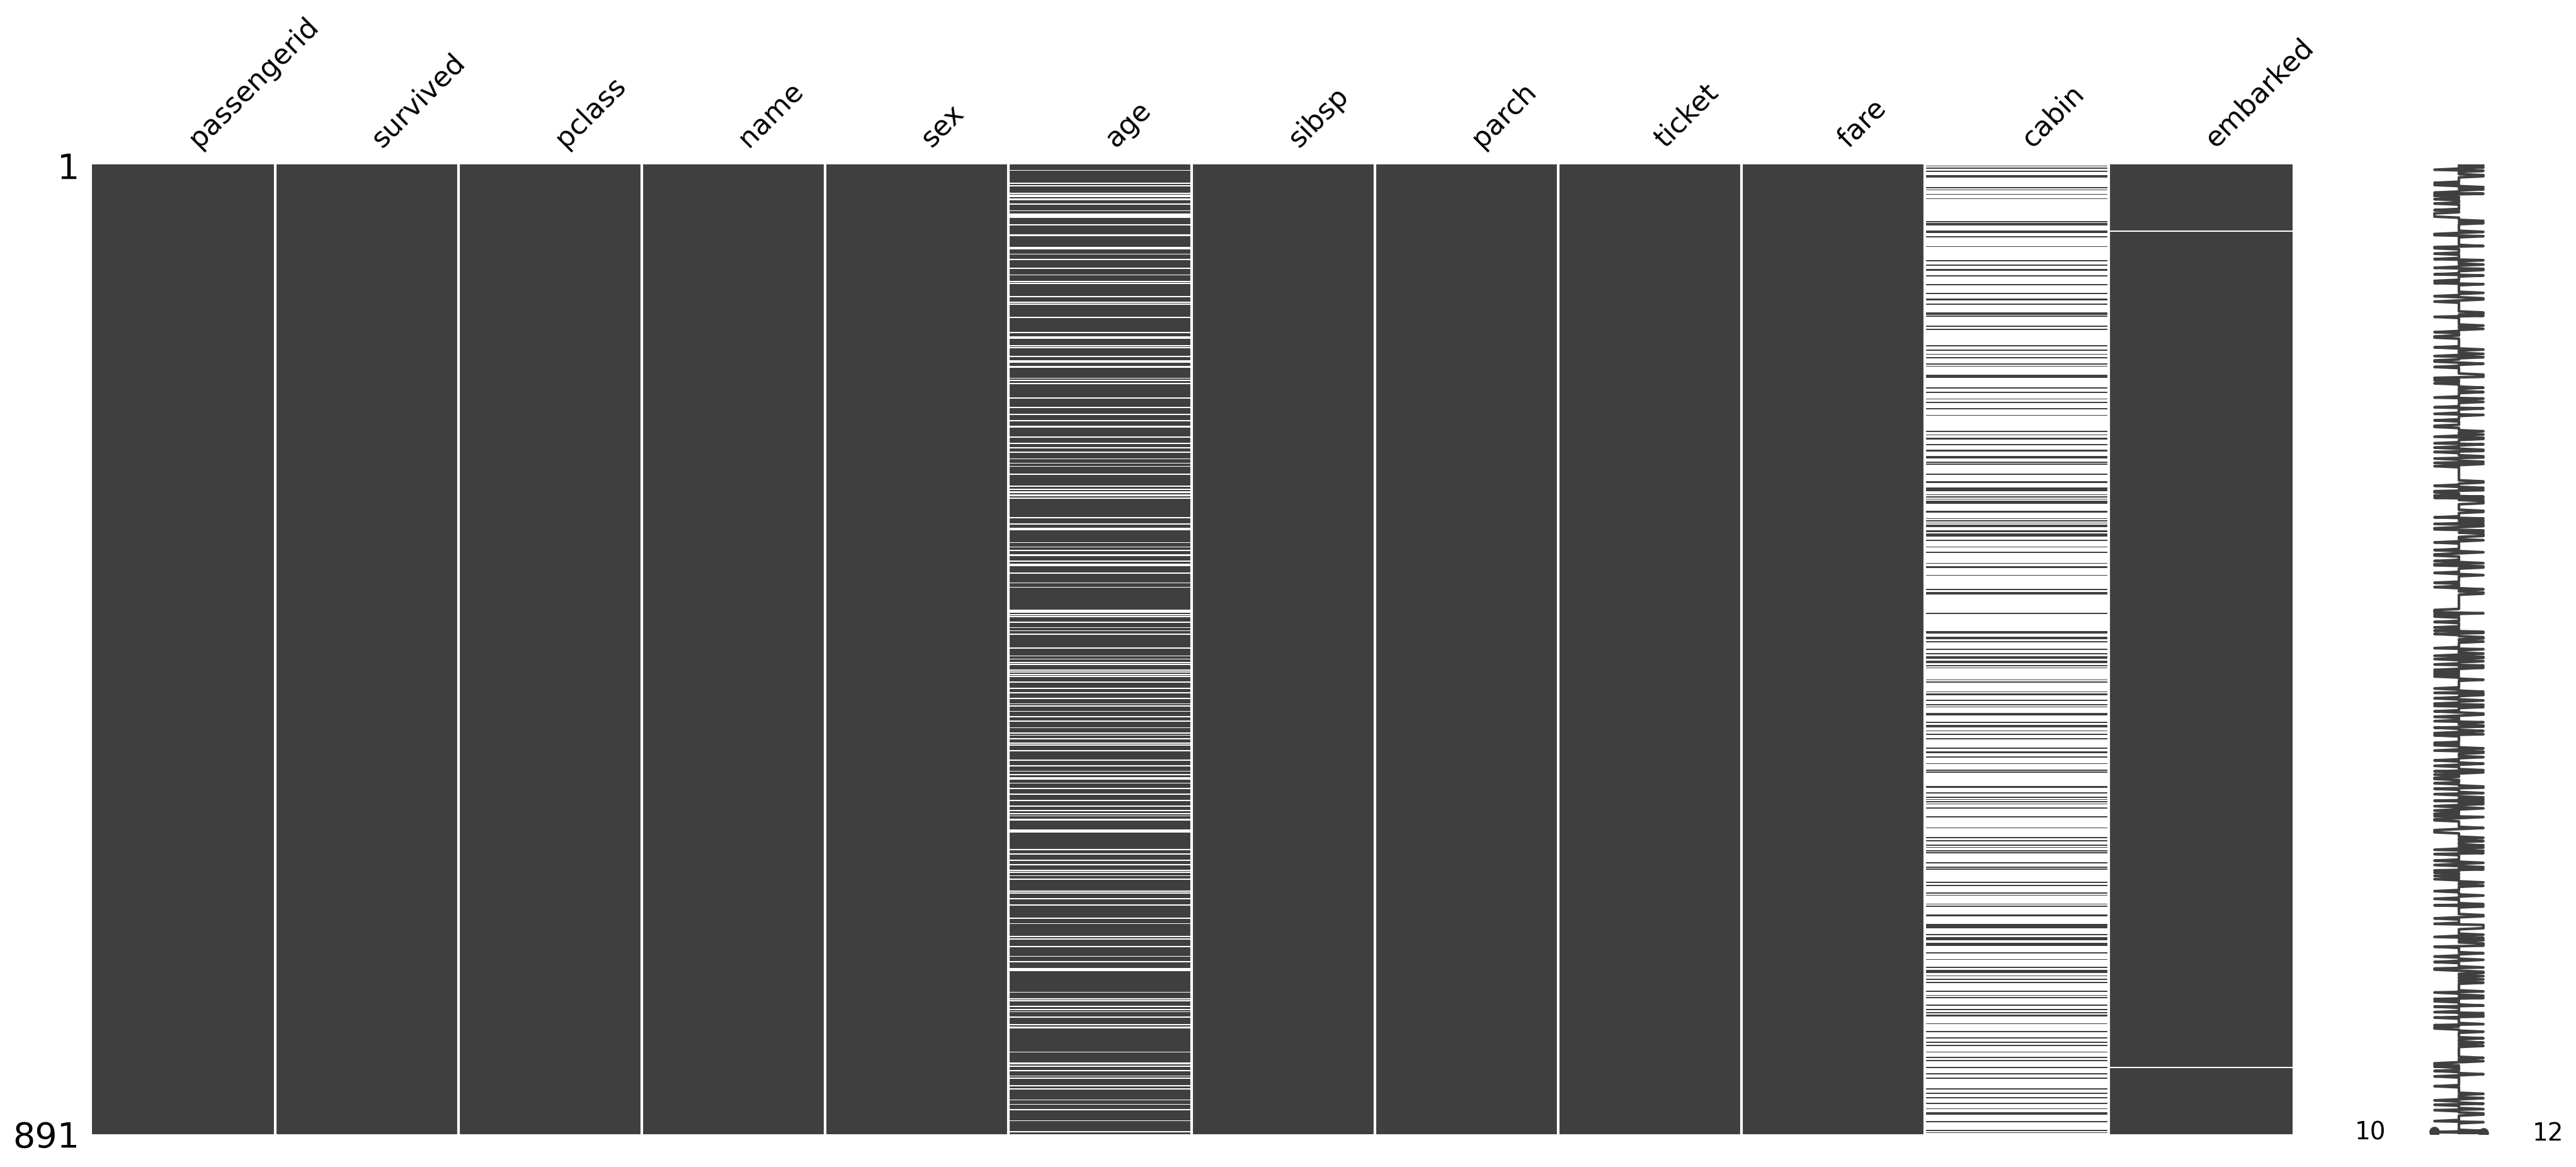 passengerid survived pclass name sex age sibsp parch ticket fare cabin embarked
1
891
10 12